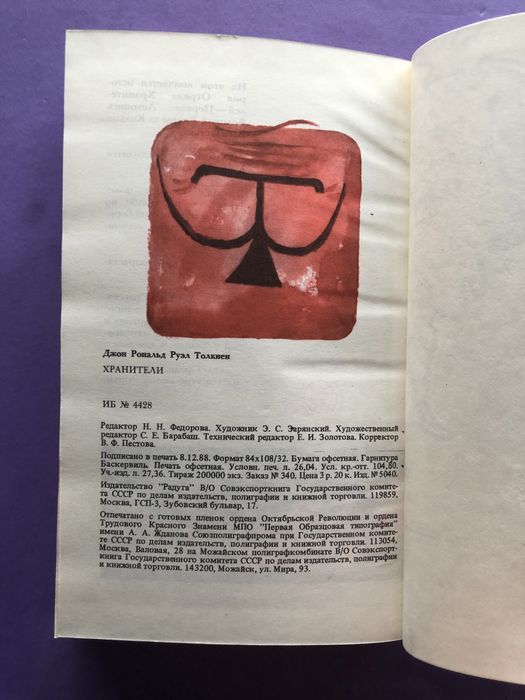 Джон Рональд Руэл Толкиен
ХРАНИТЕЛИ
ИБ № 4428
Редактор Н. Н. Федорова. Художник Э. С. Зарянский. Художественный
редактор С. Е. Барабаш. Технический редактор Е. И. Золотова. Корректор
В. Ф. Пестова.
Подписано в печать 8.12.88. Формат 84х108/32. Бумага офсетная. Гарнитура
Баскервиль. Печать офсетная. Условн. печ. л. 26,04. Усл. кр.-отт. 104,80.
Уч.-изд. л. 27,36. Тираж 200000 экз. Заказ № 340. Цена 3 р. 20 к. Изд. № 5040.
Издательство "Радуга" В/О Совэкспорткнига Государственного комите-
та СССР по делам издательств, полиграфии и книжной торговли. 119859,
Москва, ГСП-3, Зубовский бульвар, 17.
Отпечатано с готовых пленок ордена Октябрьской Революции и ордена
Трудового Красного Знамени МПО "Первая Образцовая типография"
имени А. А. Жданова Союзполиграфпрома при Государственном комите-
те СССР по делам издательств, полиграфии и книжной торговли. 113054,
Москва, Валовая, 28 на Можайском полиграфкомбинате В/О Совэкспорт-
книга Государственного комитета СССР по делам издательств, полиграфии
и книжной торговли. 143200, Можайск, ул. Мира, 93.